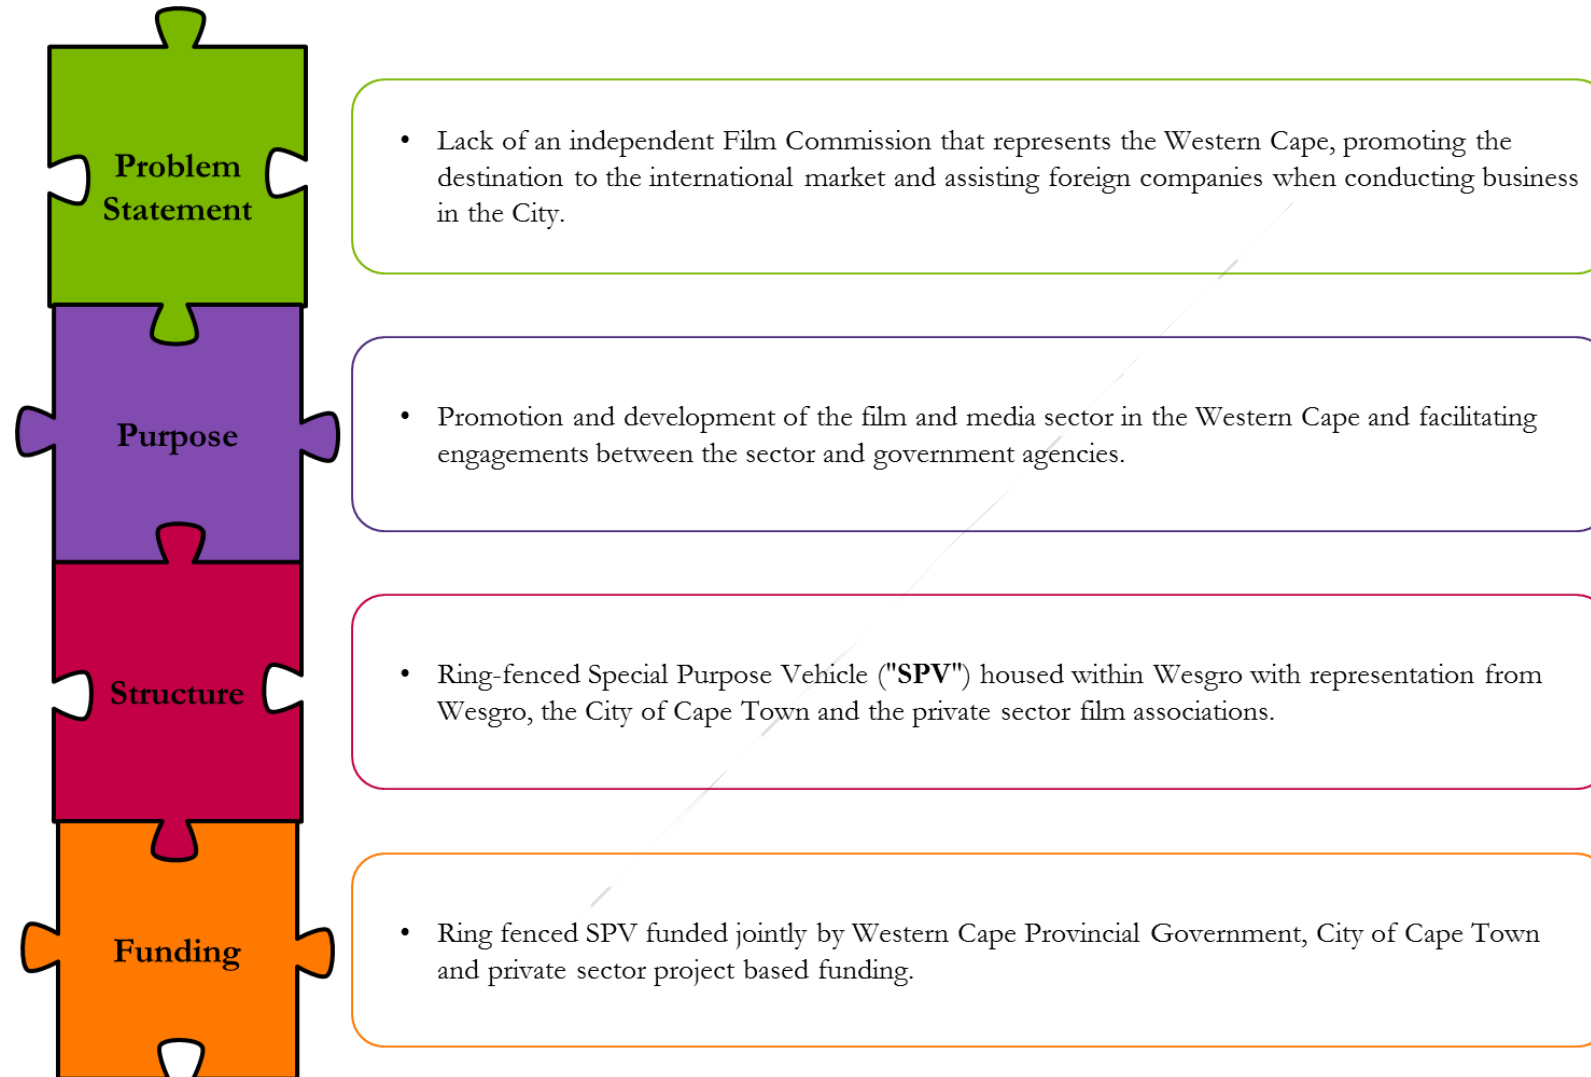 Problem
Statement
• Lack of an independent Film Commission that represents the Western Cape, promoting the
destination to the international market and assisting foreign companies when conducting business
in the City.
Purpose
• Promotion and development of the film and media sector in the Western Cape and facilitating
engagements between the sector and government agencies.
Structure
• Ring-fenced Special Purpose Vehicle ("SPV") housed within Wesgro with representation from
Wesgro, the City of Cape Town and the private sector film associations.
Funding
• Ring fenced SPV funded jointly by Western Cape Provincial Government, City of Cape Town
and private sector project based funding.